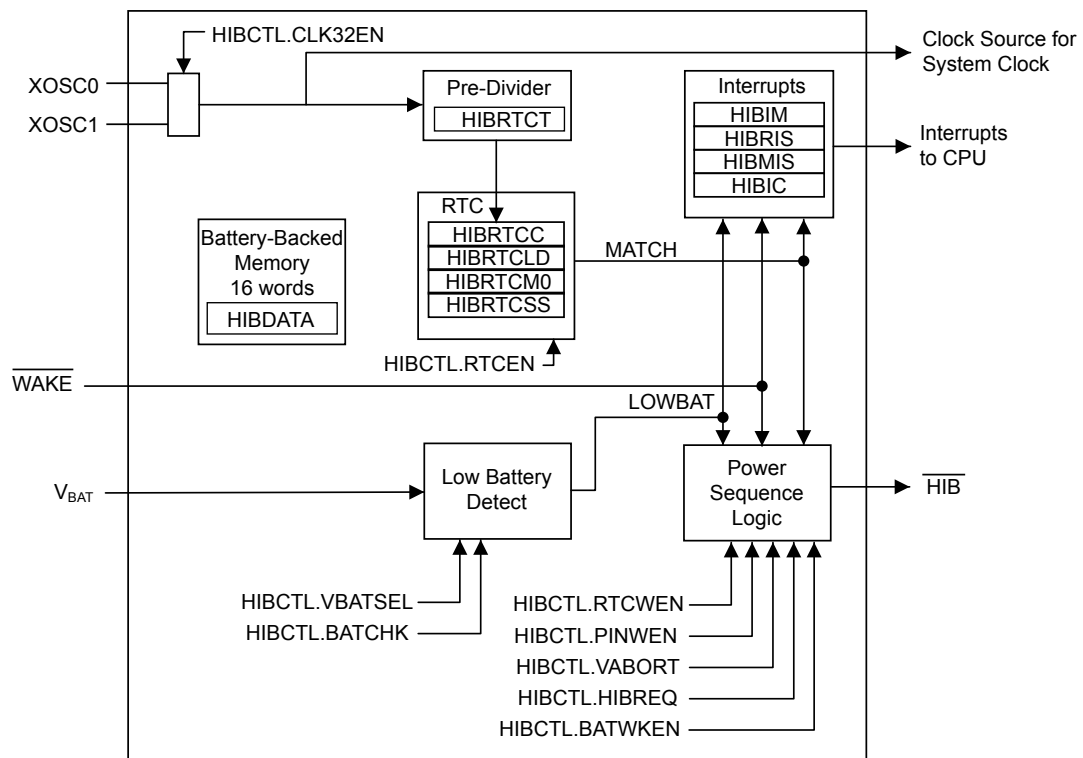 HIBCTL.CLK32EN
XOSC0
XOSC1
Clock Source for
System Clock
Pre-Divider
HIBRTCT
Interrupts
HIBIM
HIBRIS
HIBMIS
HIBIC
Interrupts
to CPU
RTC
HIBRTCC
HIBRTCLD
HIBRTCM0
HIBRTCSS
MATCH
Battery-Backed
Memory
16 words
HIBDATA
HIBCTL.RTCEN
WAKE
LOWBAT
VBAT
Low Battery
Detect
Power
Sequence
Logic
HIB
HIBCTL.VBATSEL
HIBCTL.BATCHK
HIBCTL.RTCWEN
HIBCTL.PINWEN
HIBCTL.VABORT
HIBCTL.HIBREQ
HIBCTL.BATWKEN